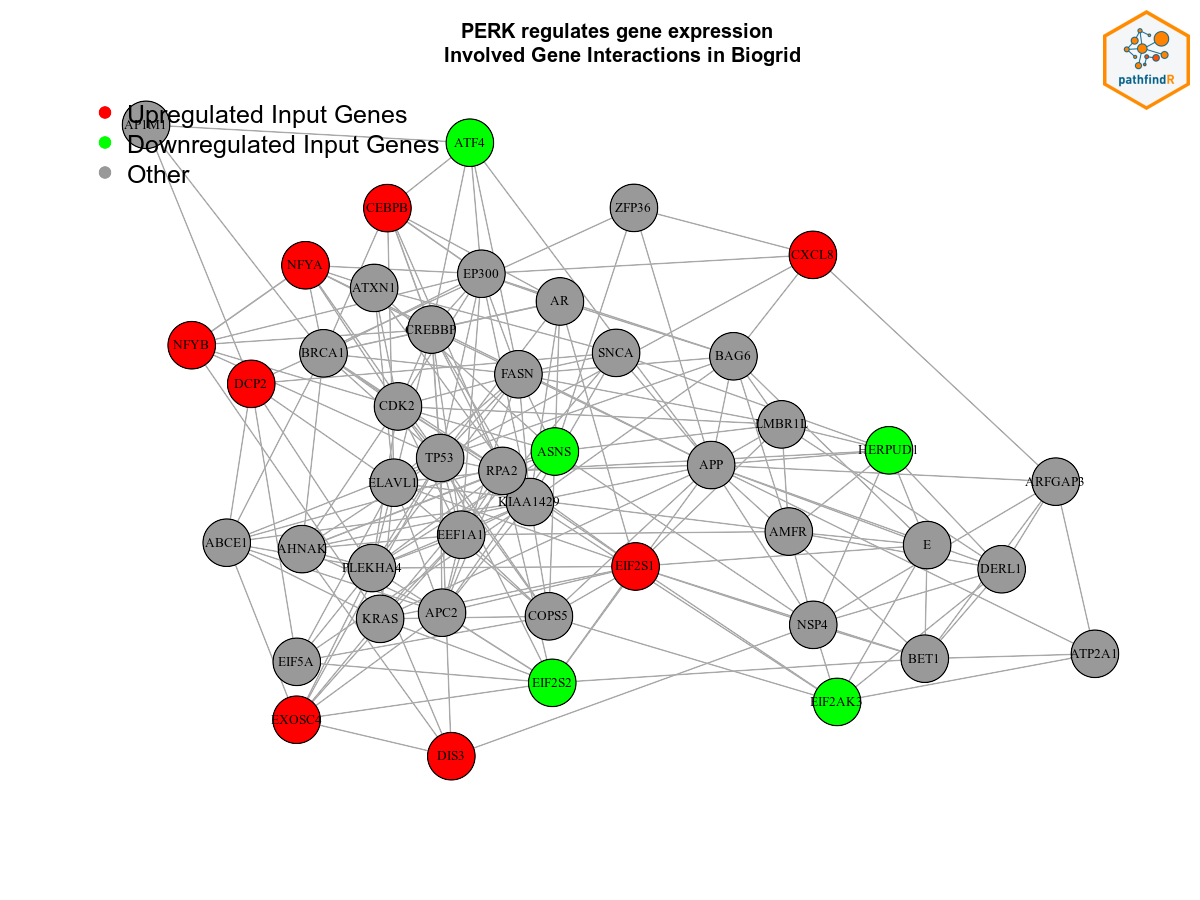 PERK regulates gene expression
Involved Gene Interactions in Biogrid
pathfindR
Upregulated Input Genes
Downregulated Input Genes
Other
AP1M1
ATF4
CEBPB
ZFP36
CXCL8
NFYA
EP300
ATXN1
AR
CREBBP
NFYB
BRCA1
SNCA
BAG6
FASN
DCP2
CDK2
LMBR1L
ASNS
HERPUD1
TP53
RPA2
APP
ELAVL1
ARFGAP3
KIAA1429
EEF1A1
AMFR
ABCE1
AHNAK
E
PLEKHA4
EIF2S1
DERL1
KRAS
APC2
COPS5
NSP4
EIF5A
BET1
ATP2A1
EIF2S2
EIF2AK3
EXOSC4
DIS3